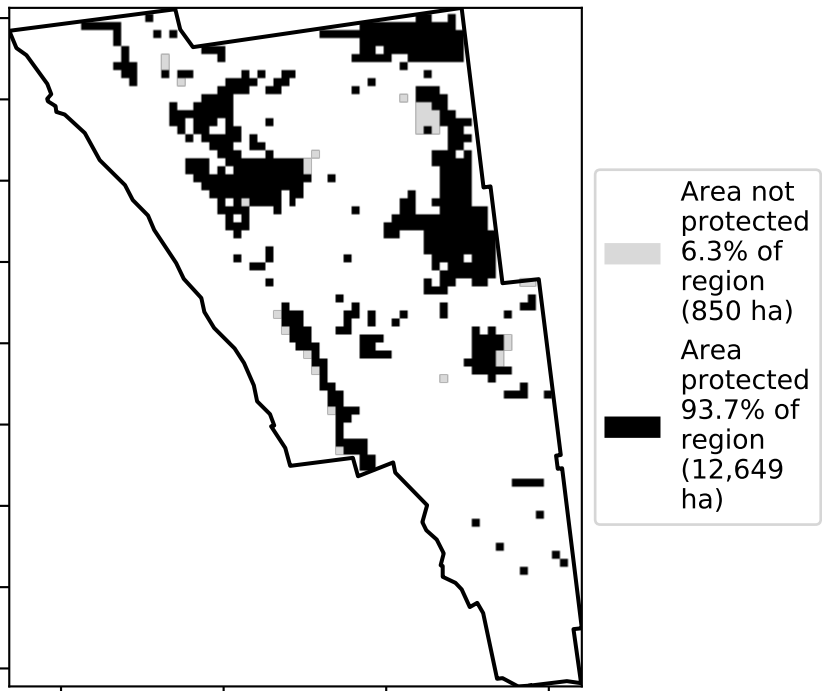 Area not
protected
6.3% of
region
(850 ha)
Area
protected
93.7% of
region
(12,649
ha)